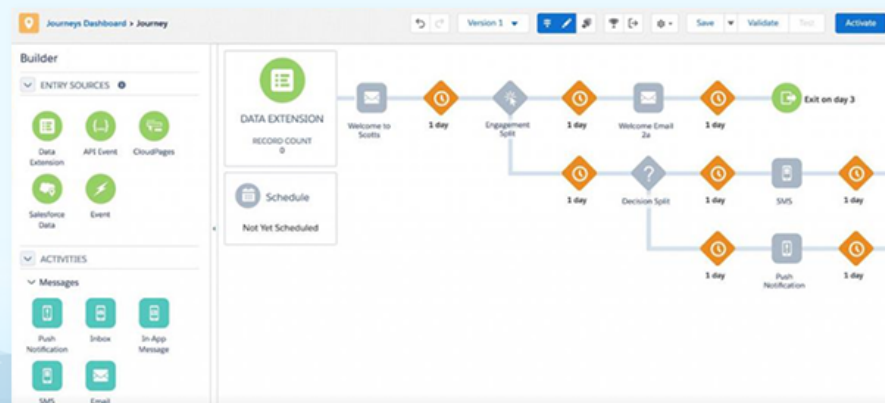 Journeys Dashboard > Journey
Version 1
Save
Validate
Test
Activate
Builder
ENTRY SOURCES
Data
Extension
API Event
CloudPages
Salesforce
Data
Event
ACTIVITIES
Messages
Push
Notification
Inbox
In App
Message
SMS
Email
DATA EXTENSION
RECORD COUNT
0
Schedule
Not Yet Scheduled
Welcome to
Scotts
1 day
Engagement
Split
1 day
Welcome Email
2a
1 day
Exit on day 3
1 day
Decision Split
1 day
SMS
1 day
1 day
Push
Notification
1 day